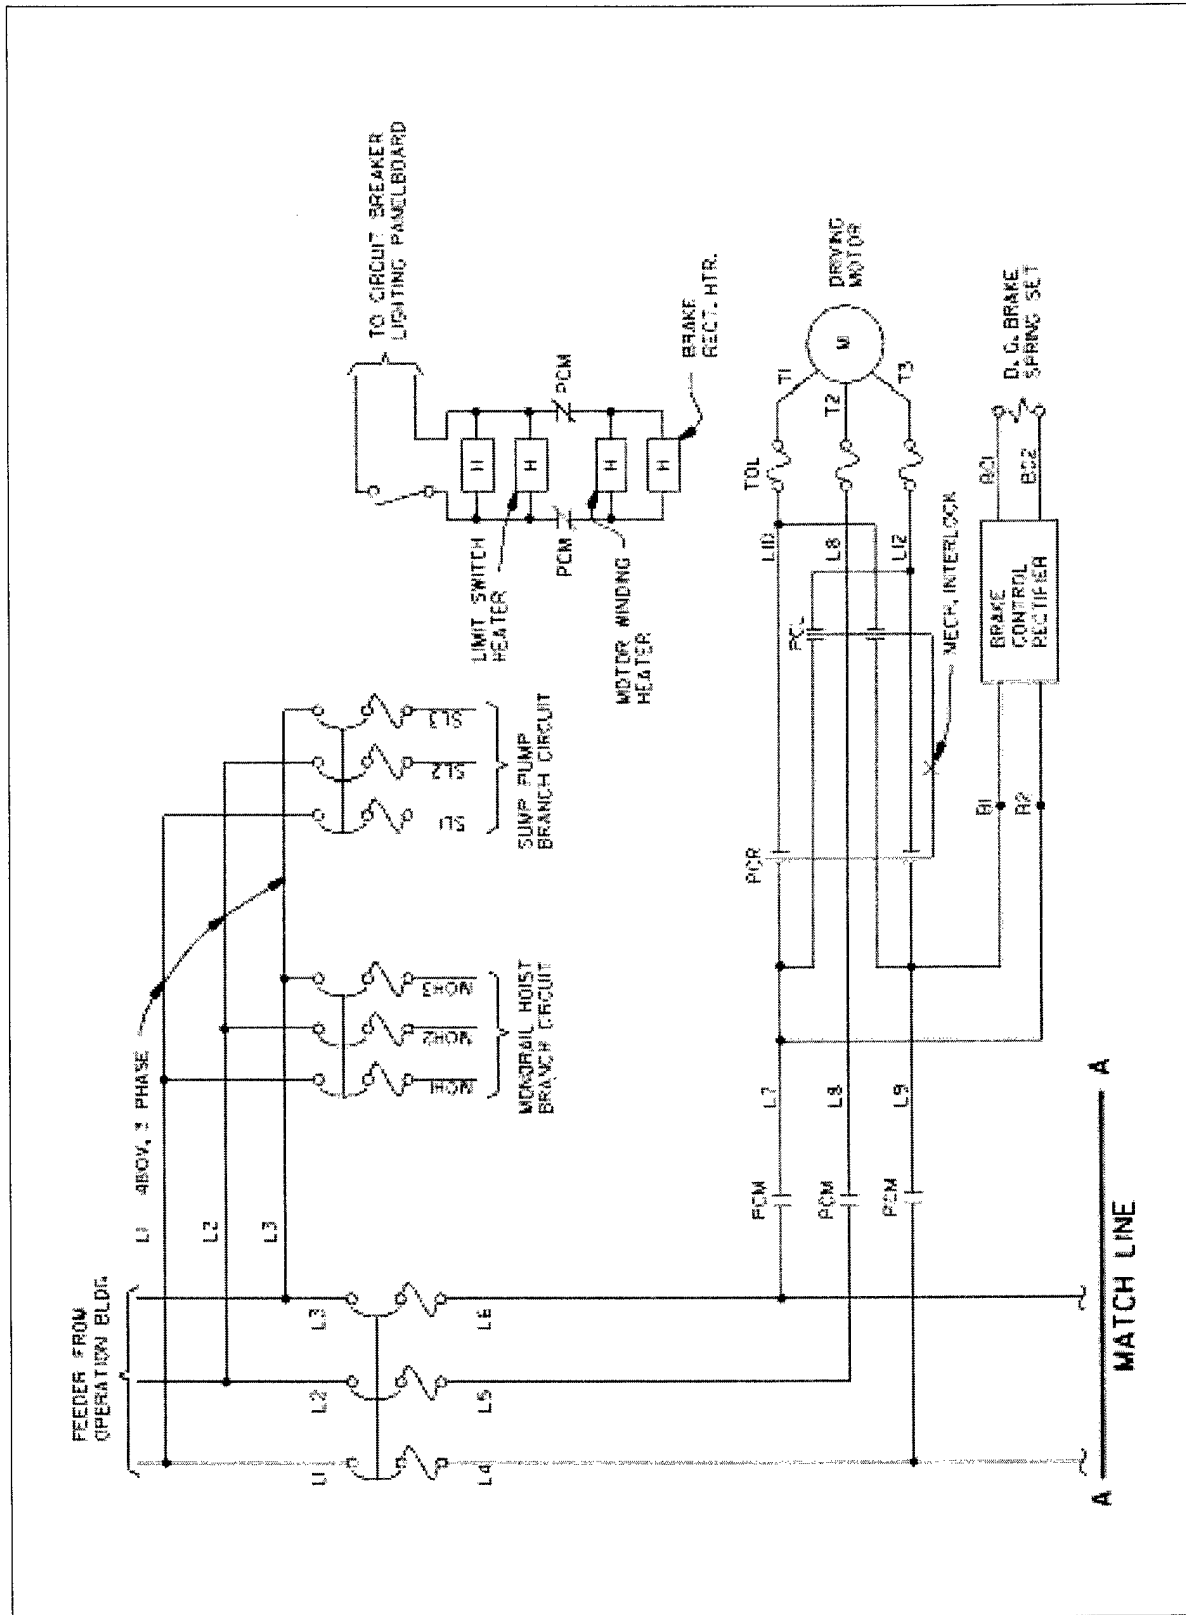 FEEDER FROM
OPERATION BLDG.
L1 480V, 3 PHASE
L2
L3
L1
L2
L3
L4
L5
L6
MOH1
MOH2
MOH3
MONORAIL HOIST
BRANCH CIRCUIT
SL1
SL2
SL3
SUMP PUMP
BRANCH CIRCUIT
TO CIRCUIT BREAKER
LIGHTING PANELBOARD
H
H
H
H
LIMIT SWITCH
HEATER
PCM
PCM
MOTOR WINDING
HEATER
BRAKE
RECT. HTR.
PCM
PCM
PCM
L7
L8
L9
PCR
PCL
L10
L8
L12
TOL
T1
T2
T3
M
DRIVING
MOTOR
MECH. INTERLOCK
B1
B2
BRAKE
CONTROL
RECTIFIER
BC1
BC2
D.C. BRAKE
SPRING SET
A A
MATCH LINE